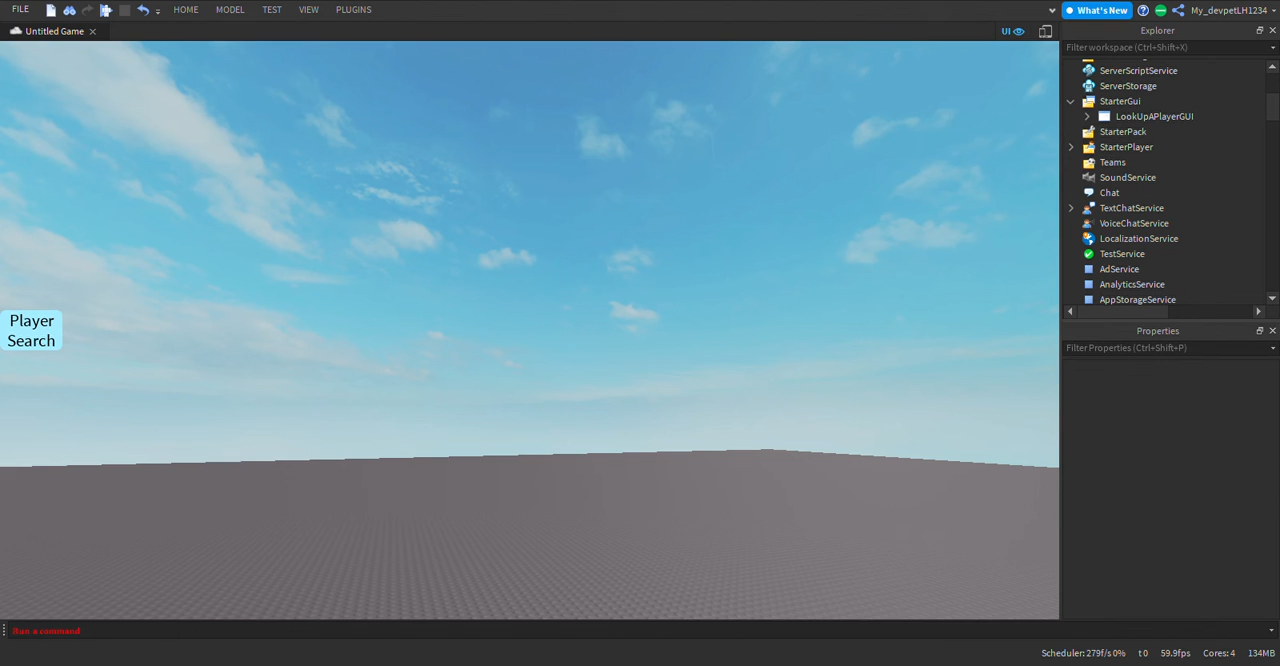 FILE HOME MODEL TEST VIEW PLUGINS What's New My_devpetLH1234
Untitled Game UI Explorer
Filter workspace (Ctrl+Shift+X)
ServerScriptService
ServerStorage
StarterGui
LookUpAPlayerGUI
StarterPack
StarterPlayer
Teams
SoundService
Chat
TextChatService
VoiceChatService
LocalizationService
TestService
AdService
AnalyticsService
AppStorageService
Player
Search
Properties
Filter Properties (Ctrl+Shift+P)
Run a command
Scheduler: 279f/s 0% t 0 59.9fps Cores: 4 134MB